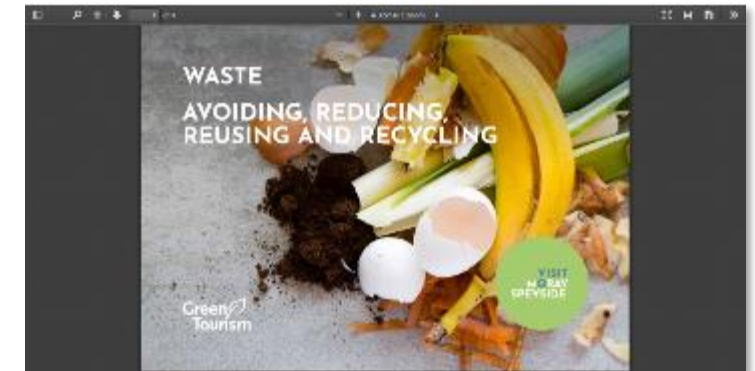 WASTE
AVOIDING, REDUCING,
REUSING AND RECYCLING
VISIT
MORAY
SPEYSIDE
Green
Tourism